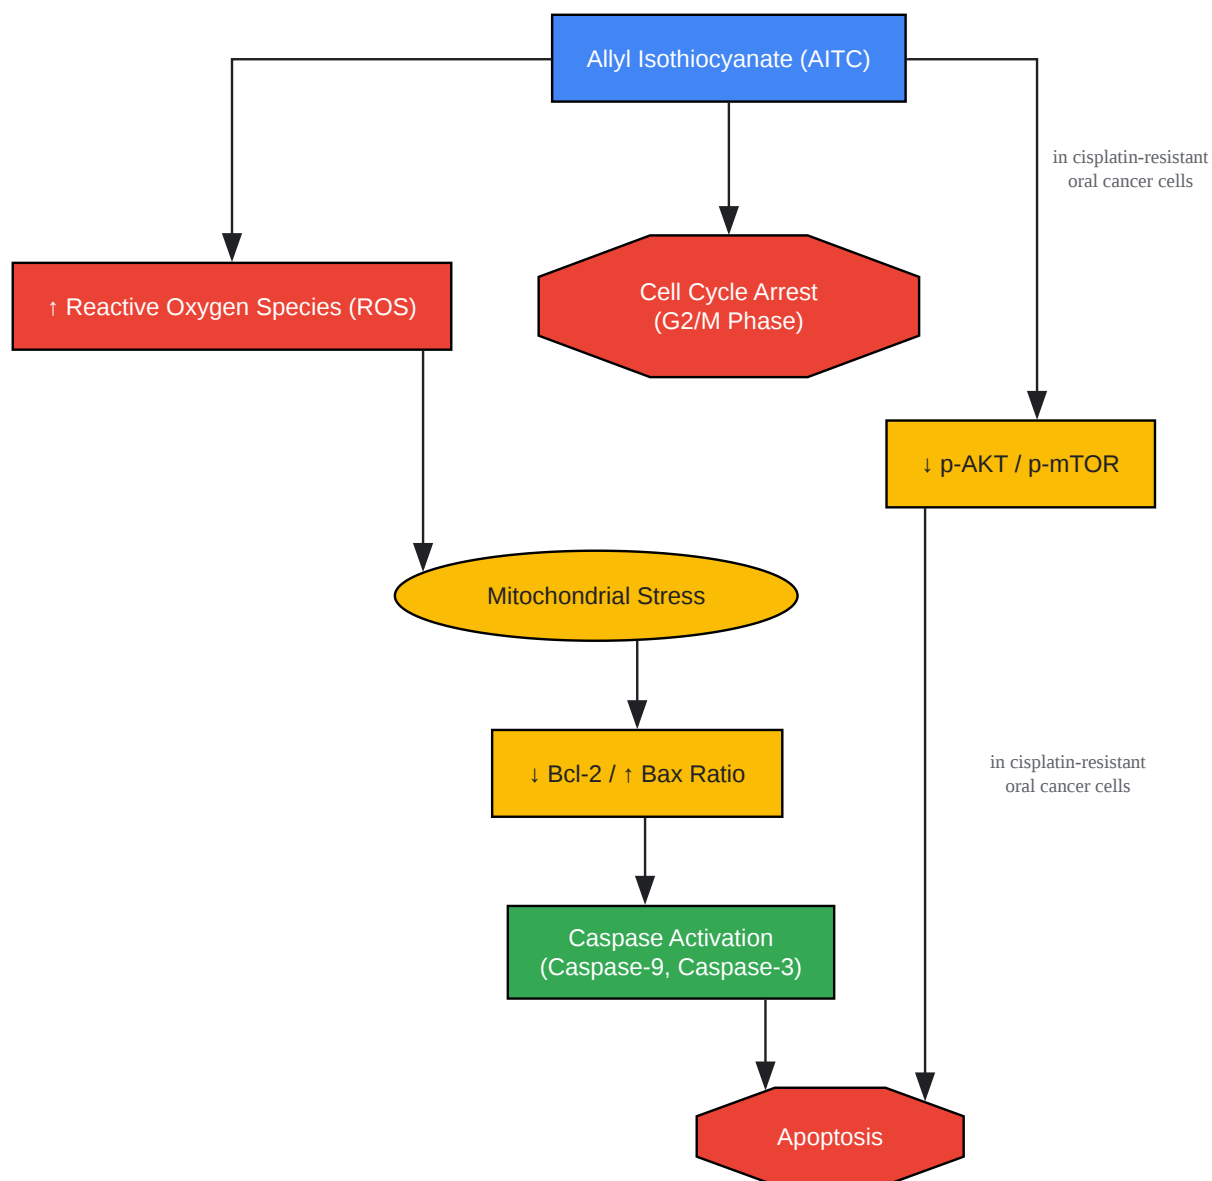 Allyl Isothiocyanate (AITC)
in cisplatin-resistant
oral cancer cells
↑ Reactive Oxygen Species (ROS)
Cell Cycle Arrest
(G2/M Phase)
↓ p-AKT / p-mTOR
Mitochondrial Stress
↓ Bcl-2 / ↑ Bax Ratio
in cisplatin-resistant
oral cancer cells
Caspase Activation
(Caspase-9, Caspase-3)
Apoptosis